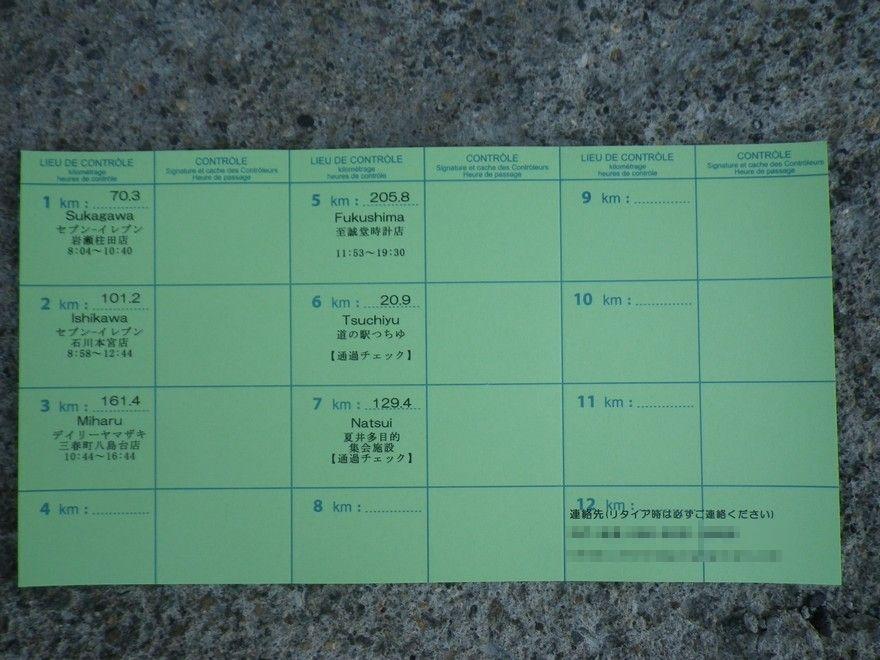 LIEU DE CONTRÔLE
kilométrage
heures de contrôle
CONTRÔLE
Signature et cache des Contrôleurs
Heure de passage
LIEU DE CONTRÔLE
kilométrage
heures de contrôle
CONTRÔLE
Signature et cache des Contrôleurs
Heure de passage
LIEU DE CONTRÔLE
kilométrage
heures de contrôle
CONTRÔLE
Signature et cache des Contrôleurs
Heure de passage
1 km : 70.3
Sukagawa
セブン-イレブン
岩瀬柱田店
8:04～10:40
5 km : 205.8
Fukushima
至誠堂時計店
11:53～19:30
9 km :
2 km : 101.2
Ishikawa
セブン-イレブン
石川本宮店
8:58～12:44
6 km : 20.9
Tsuchiyu
道の駅つちゆ
【通過チェック】
10 km :
3 km : 161.4
Miharu
デイリーヤマザキ
三春町八島台店
10:44～16:44
7 km : 129.4
Natsui
夏井多目的
集会施設
【通過チェック】
11 km :
4 km :
8 km :
12 km :
連絡先(リタイア時は必ずご連絡ください)